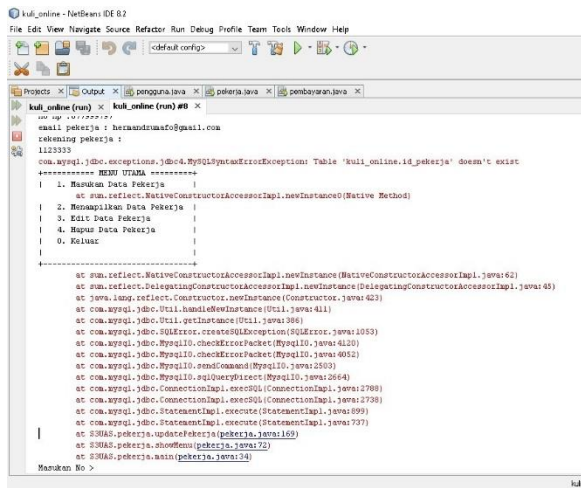 kuli_online - NetBeans IDE 8.2
File Edit View Navigate Source Refactor Run Debug Profile Team Tools Window Help
<default config>
Projects Output pengguna.java pekerja.java pembayaran.java
kuli_online (run) kuli_online (run) #8
email pekerja : hermandzumafo@gmail.com
rekening pekerja :
1123333
com.mysql.jdbc.exceptions.jdbc4.MySQLSyntaxErrorException: Table 'kuli_online.id_pekerja' doesn't exist
+=========== MENU UTAMA =========+
| 1. Masukan Data Pekerja |
at sun.reflect.NativeConstructorAccessorImpl.newInstance0(Native Method)
| 2. Menampilkan Data Pekerja |
| 3. Edit Data Pekerja |
| 4. Hapus Data Pekerja |
| 0. Keluar |
| |
+------------------------------+
at sun.reflect.NativeConstructorAccessorImpl.newInstance(NativeConstructorAccessorImpl.java:62)
at sun.reflect.DelegatingConstructorAccessorImpl.newInstance(DelegatingConstructorAccessorImpl.java:45)
at java.lang.reflect.Constructor.newInstance(Constructor.java:423)
at com.mysql.jdbc.Util.handleNewInstance(Util.java:411)
at com.mysql.jdbc.Util.getInstance(Util.java:386)
at com.mysql.jdbc.SQLError.createSQLException(SQLError.java:1053)
at com.mysql.jdbc.MysqlIO.checkErrorPacket(MysqlIO.java:4120)
at com.mysql.jdbc.MysqlIO.checkErrorPacket(MysqlIO.java:4052)
at com.mysql.jdbc.MysqlIO.sendCommand(MysqlIO.java:2503)
at com.mysql.jdbc.MysqlIO.sqlQueryDirect(MysqlIO.java:2664)
at com.mysql.jdbc.ConnectionImpl.execSQL(ConnectionImpl.java:2788)
at com.mysql.jdbc.ConnectionImpl.execSQL(ConnectionImpl.java:2738)
at com.mysql.jdbc.StatementImpl.execute(StatementImpl.java:899)
at com.mysql.jdbc.StatementImpl.execute(StatementImpl.java:737)
at S3UAS.pekerja.updatePekerja(pekerja.java:169)
at S3UAS.pekerja.showMenu(pekerja.java:72)
at S3UAS.pekerja.main(pekerja.java:34)
Masukan No >